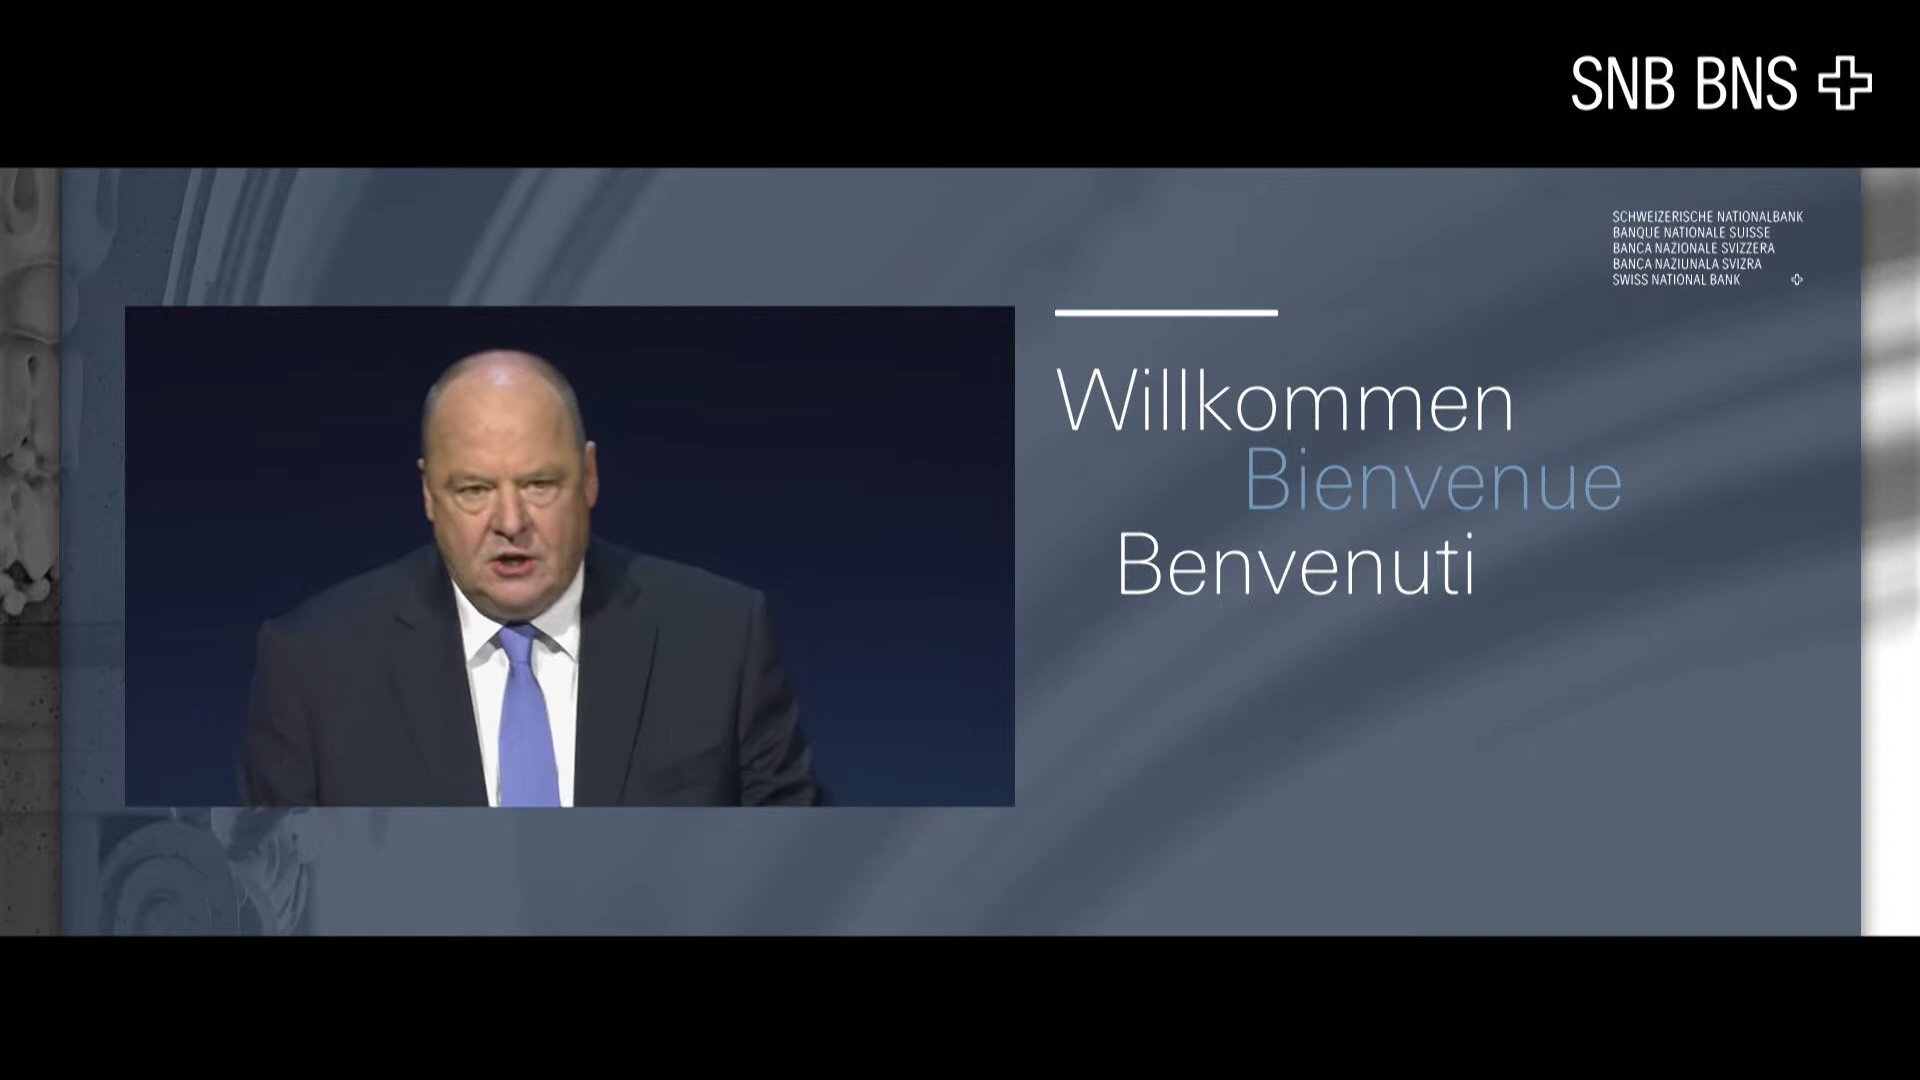 SNB BNS
SCHWEIZERISCHE NATIONALBANK
BANQUE NATIONALE SUISSE
BANCA NAZIONALE SVIZZERA
BANCA NAZIUNALA SVIZRA
SWISS NATIONAL BANK
Willkommen
Bienvenue
Benvenuti